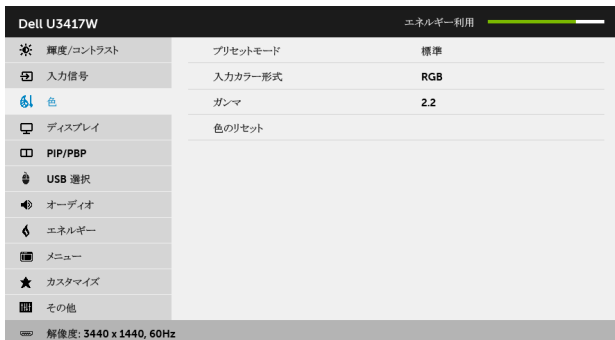 Dell U3417W
エネルギー利用
輝度/コントラスト
プリセットモード 標準
入力信号
入力カラー形式 RGB
色
ガンマ 2.2
ディスプレイ
色のリセット
PIP/PBP
USB 選択
オーディオ
エネルギー
メニュー
カスタマイズ
その他
解像度: 3440 x 1440, 60Hz